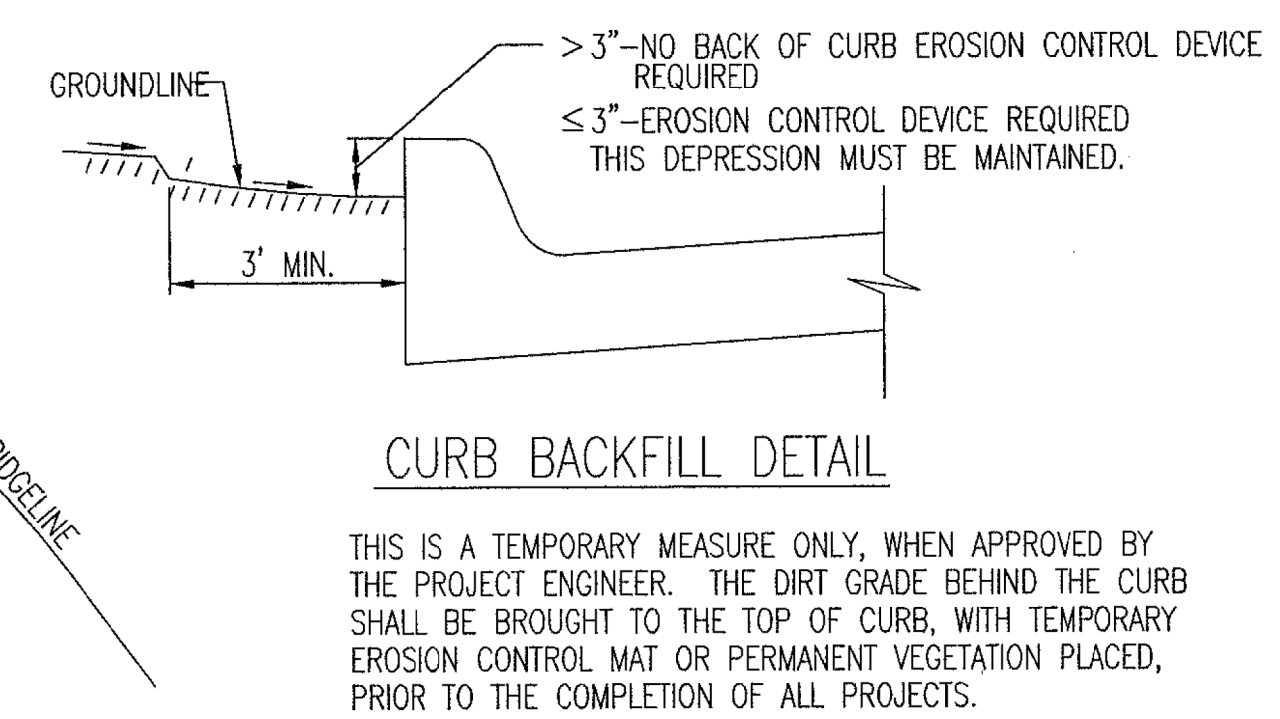 > 3"-NO BACK OF CURB EROSION CONTROL DEVICE
REQUIRED
≤ 3"-EROSION CONTROL DEVICE REQUIRED
THIS DEPRESSION MUST BE MAINTAINED.
GROUNDLINE
3' MIN.
CURB BACKFILL DETAIL
RIDGELINE
THIS IS A TEMPORARY MEASURE ONLY, WHEN APPROVED BY
THE PROJECT ENGINEER. THE DIRT GRADE BEHIND THE CURB
SHALL BE BROUGHT TO THE TOP OF CURB, WITH TEMPORARY
EROSION CONTROL MAT OR PERMANENT VEGETATION PLACED,
PRIOR TO THE COMPLETION OF ALL PROJECTS.